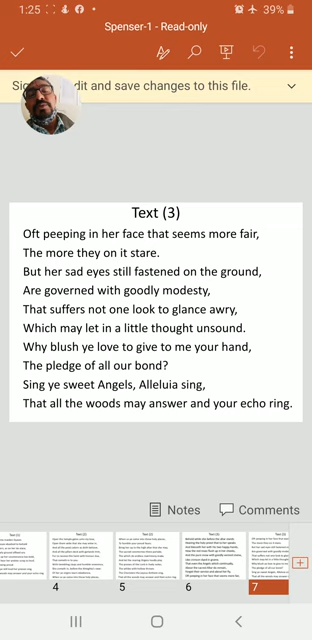 1:25
39%
Spenser-1 - Read-only
Sig dit and save changes to this file.
Text (3)
Oft peeping in her face that seems more fair,
The more they on it stare.
But her sad eyes still fastened on the ground,
Are governed with goodly modesty,
That suffers not one look to glance awry,
Which may let in a little thought unsound.
Why blush ye love to give to me your hand,
The pledge of all our bond?
Sing ye sweet Angels, Alleluia sing,
That all the woods may answer and your echo ring.
Notes
Comments
4
5
6
7